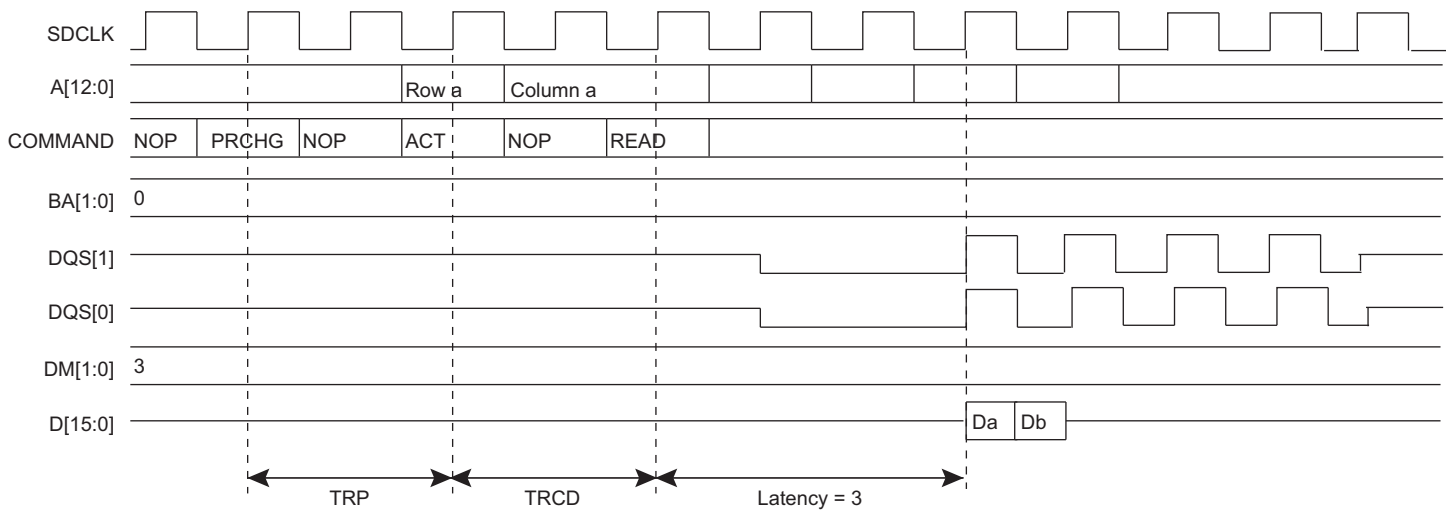 SDCLK
A[12:0] Row a Column a
COMMAND NOP PRCHG NOP ACT NOP READ
BA[1:0] 0
DQS[1]
DQS[0]
DM[1:0] 3
D[15:0] Da Db
TRP TRCD Latency = 3